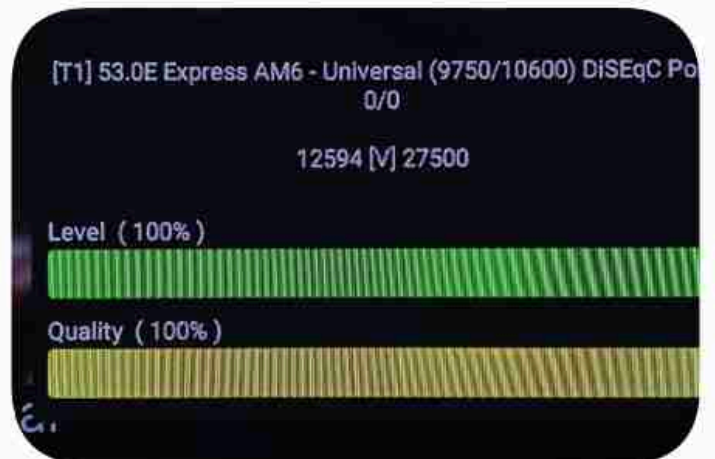 [T1] 53.0E Express AM6 - Universal (9750/10600) DiSEqC Po
0/0
12594 [V] 27500
Level ( 100% )
Quality ( 100% )